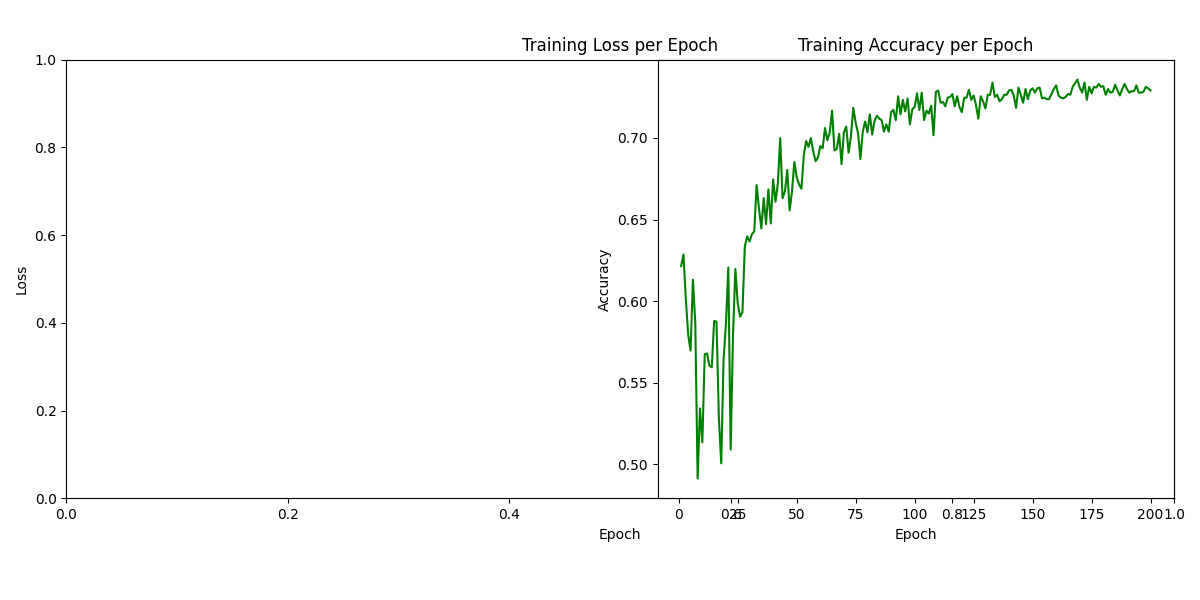 Training Loss per Epoch
Training Accuracy per Epoch
1.0
0.8
0.6
0.4
0.2
0.0
Loss
0.0 0.2 0.4 0.6 0.8 1.0
Epoch
0.70
0.65
0.60
0.55
0.50
Accuracy
0 25 50 75 100 125 150 175 200
Epoch